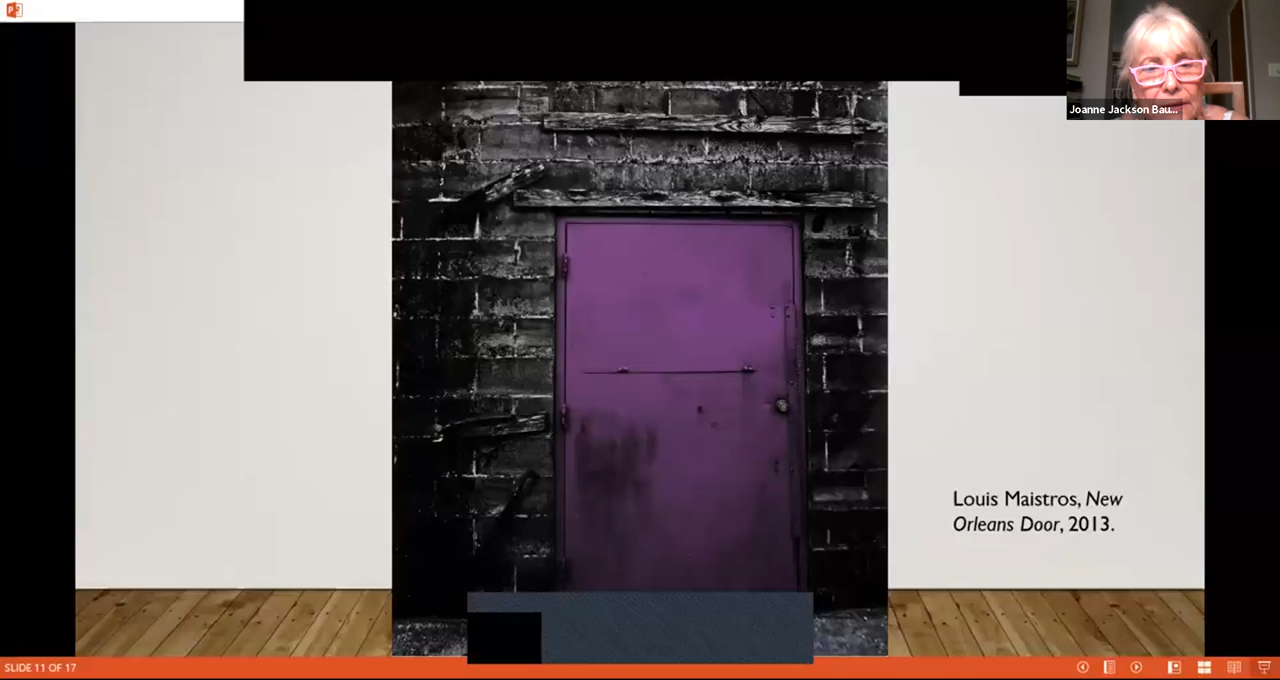 Joanne Jackson Bau...
Louis Maistros, New
Orleans Door, 2013.
SLIDE 11 OF 17